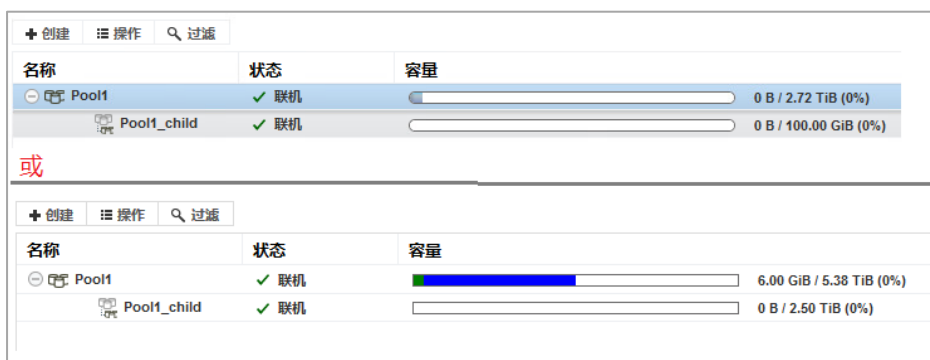 创建 操作 过滤
名称 状态 容量
Pool1 联机 0 B / 2.72 TiB (0%)
Pool1_child 联机 0 B / 100.00 GiB (0%)
或
创建 操作 过滤
名称 状态 容量
Pool1 联机 6.00 GiB / 5.38 TiB (0%)
Pool1_child 联机 0 B / 2.50 TiB (0%)